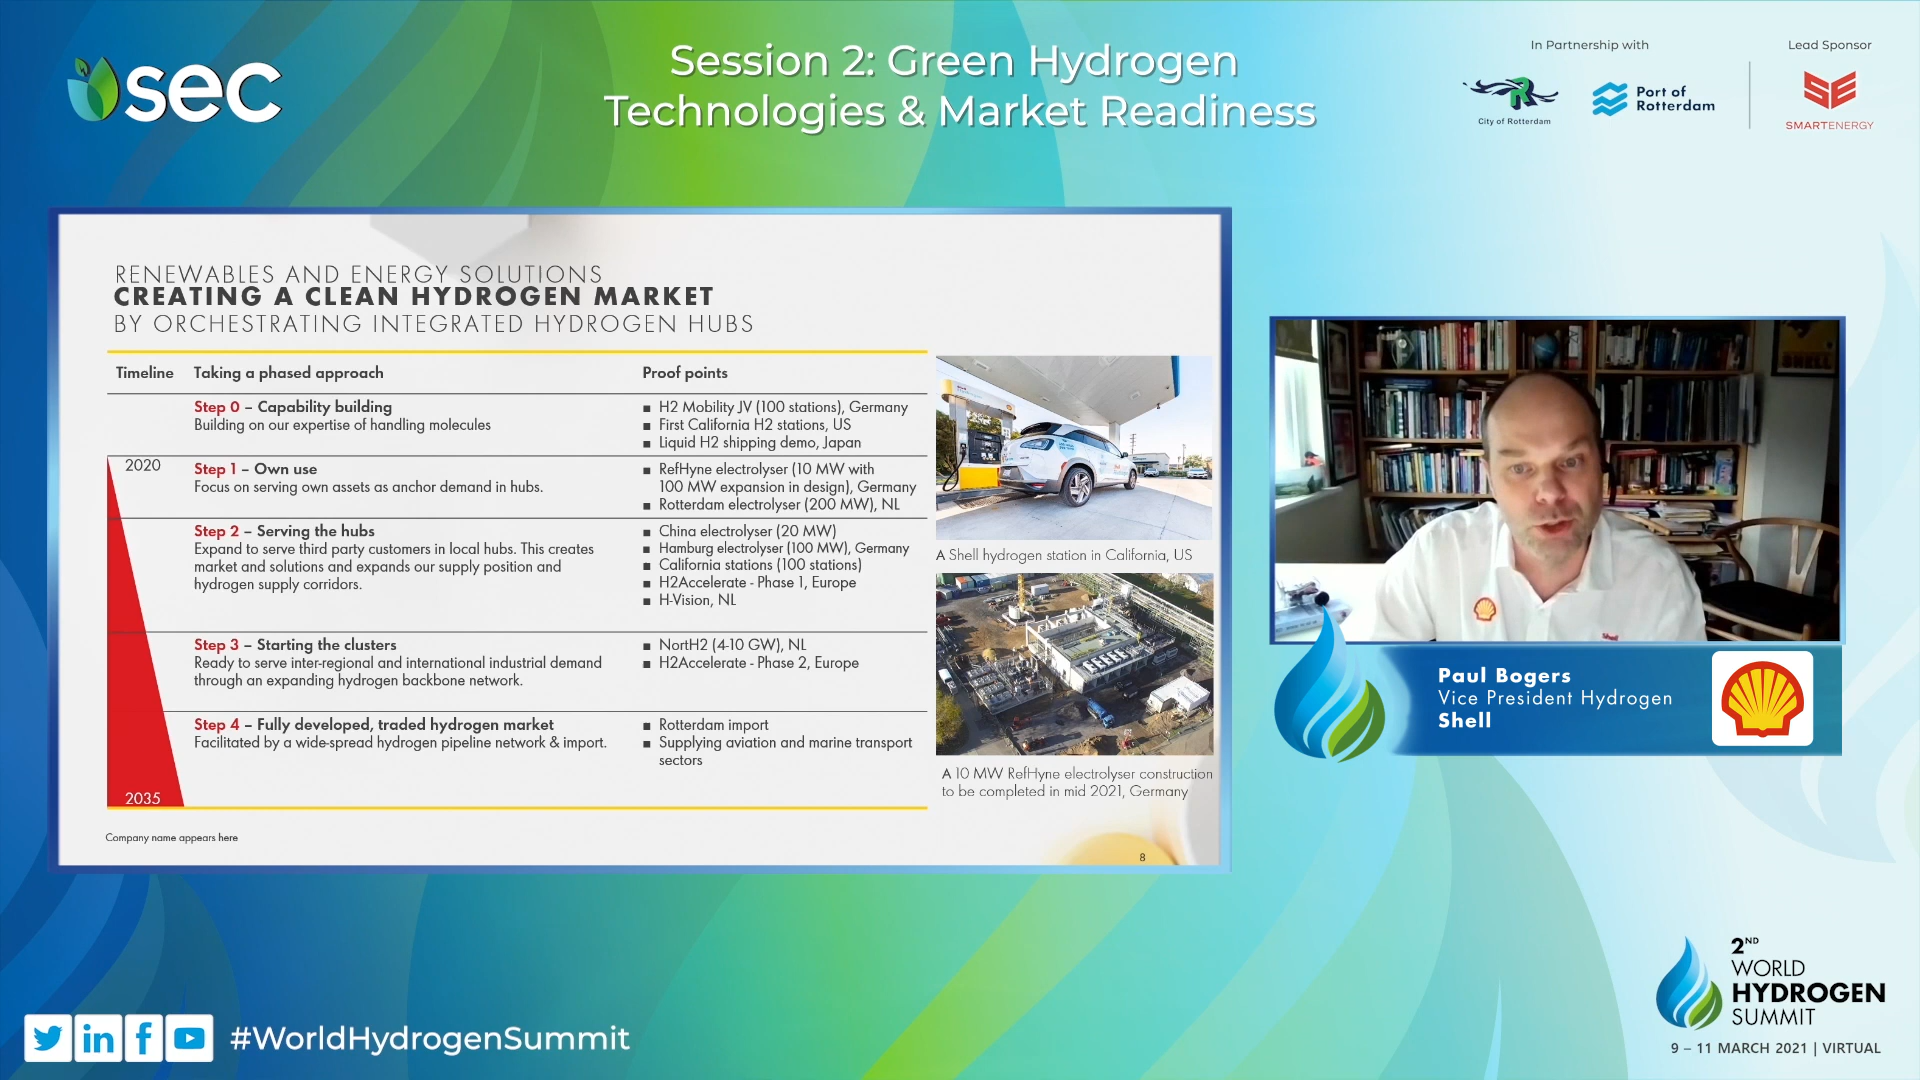 sec
Session 2: Green Hydrogen
Technologies & Market Readiness
In Partnership with
Lead Sponsor
City of Rotterdam
Port of
Rotterdam
SMARTENERGY
RENEWABLES AND ENERGY SOLUTIONS
CREATING A CLEAN HYDROGEN MARKET
BY ORCHESTRATING INTEGRATED HYDROGEN HUBS
Timeline
Taking a phased approach
Proof points
Step 0 – Capability building
Building on our expertise of handling molecules
▪ H2 Mobility JV (100 stations), Germany
▪ First California H2 stations, US
▪ Liquid H2 shipping demo, Japan
2020
Step 1 – Own use
Focus on serving own assets as anchor demand in hubs.
▪ RefHyne electrolyser (10 MW with
100 MW expansion in design), Germany
▪ Rotterdam electrolyser (200 MW), NL
Step 2 – Serving the hubs
Expand to serve third party customers in local hubs. This creates
market and solutions and expands our supply position and
hydrogen supply corridors.
▪ China electrolyser (20 MW)
▪ Hamburg electrolyser (100 MW), Germany
▪ California stations (100 stations)
▪ H2Accelerate - Phase 1, Europe
▪ H-Vision, NL
Step 3 – Starting the clusters
Ready to serve inter-regional and international industrial demand
through an expanding hydrogen backbone network.
▪ NortH2 (4-10 GW), NL
▪ H2Accelerate - Phase 2, Europe
Step 4 – Fully developed, traded hydrogen market
Facilitated by a wide-spread hydrogen pipeline network & import.
▪ Rotterdam import
▪ Supplying aviation and marine transport
sectors
2035
A Shell hydrogen station in California, US
A 10 MW RefHyne electrolyser construction
to be completed in mid 2021, Germany
Company name appears here
8
Paul Bogers
Vice President Hydrogen
Shell
#WorldHydrogenSummit
2ND
WORLD
HYDROGEN
SUMMIT
9 – 11 MARCH 2021 | VIRTUAL